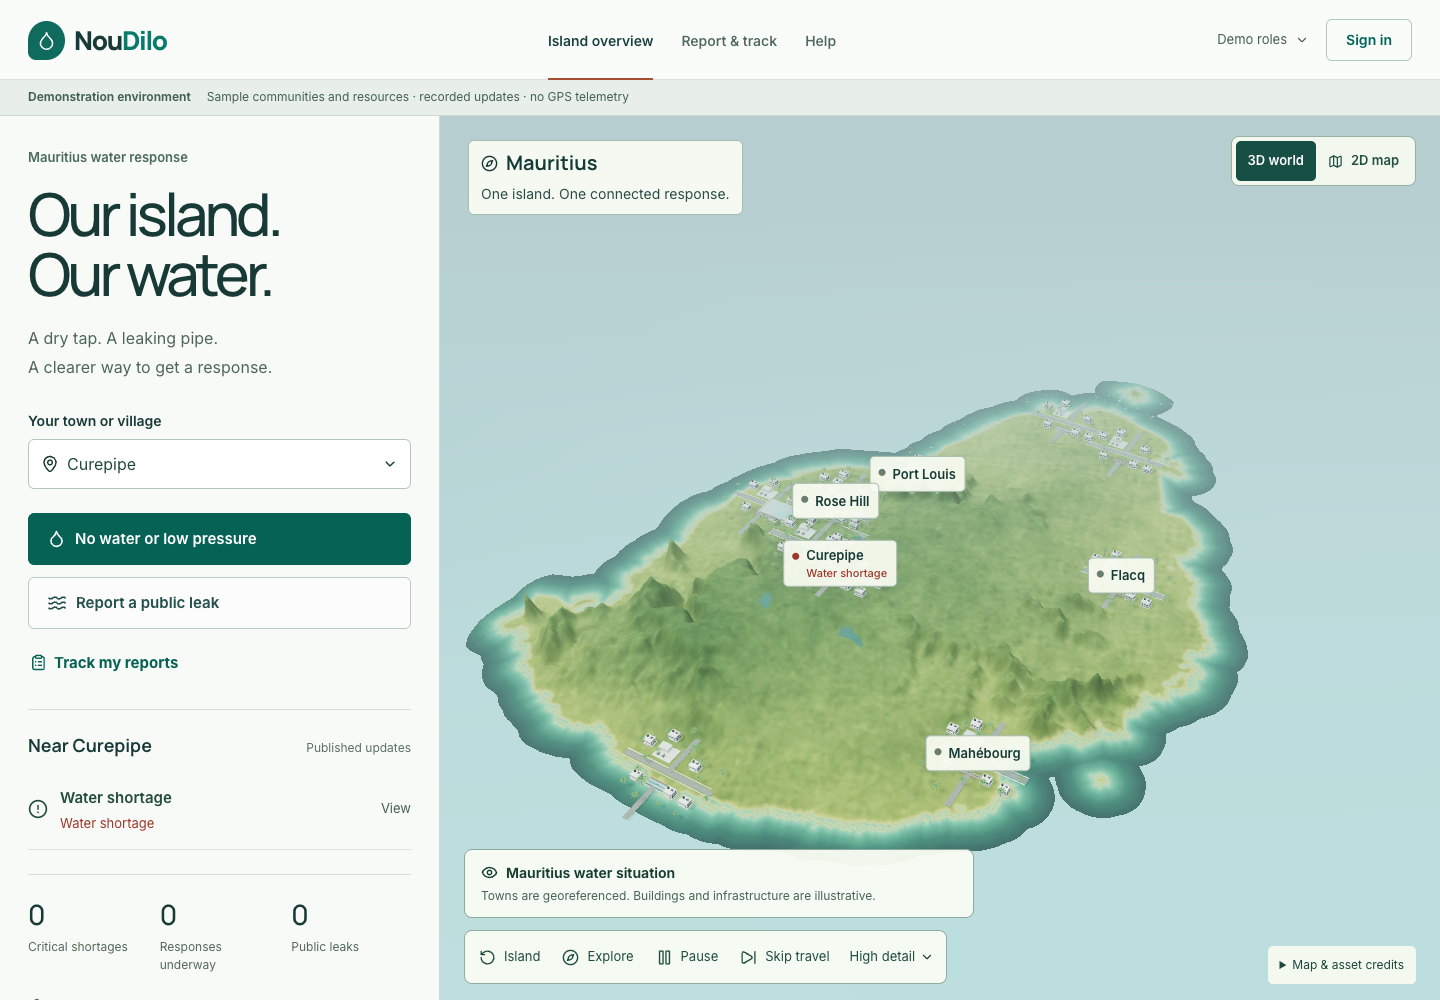 NouDilo
Island overview
Report & track
Help
Demo roles
Sign in
Demonstration environment
Sample communities and resources · recorded updates · no GPS telemetry
Mauritius water response
Our island.
Our water.
A dry tap. A leaking pipe.
A clearer way to get a response.
Your town or village
Curepipe
No water or low pressure
Report a public leak
Track my reports
Near Curepipe
Published updates
Water shortage
Water shortage
View
0
Critical shortages
0
Responses
underway
0
Public leaks
Mauritius
One island. One connected response.
3D world
2D map
Port Louis
Rose Hill
Curepipe
Water shortage
Flacq
Mahébourg
Mauritius water situation
Towns are georeferenced. Buildings and infrastructure are illustrative.
Island
Explore
Pause
Skip travel
High detail
Map & asset credits